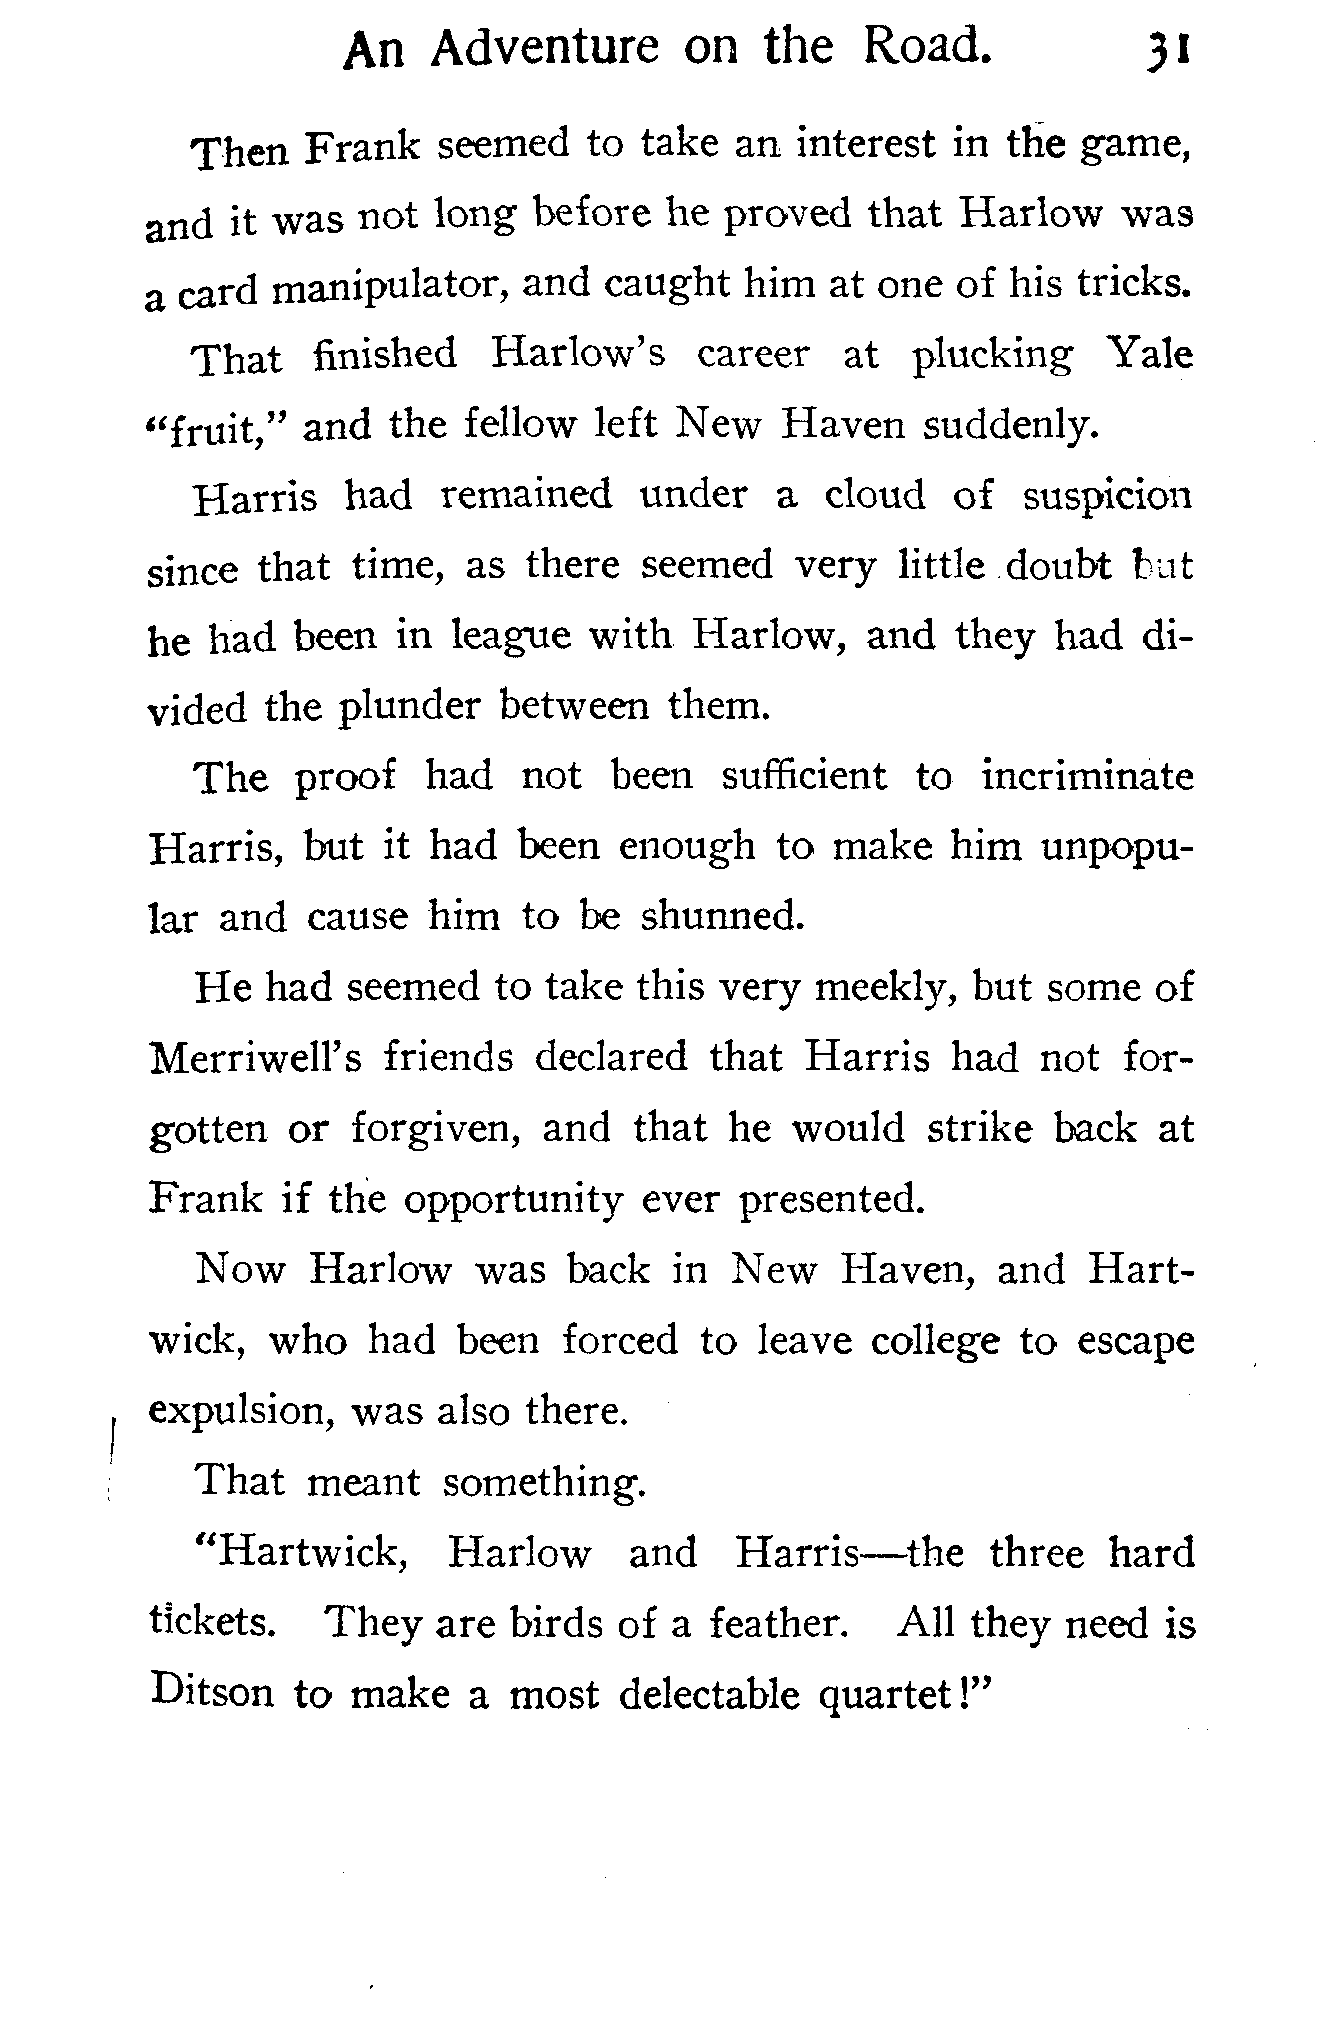 An Adventure on the Road. 31
Then Frank seemed to take an interest in the game,
and it was not long before he proved that Harlow was
a card manipulator, and caught him at one of his tricks.
That finished Harlow's career at plucking Yale
"fruit," and the fellow left New Haven suddenly.
Harris had remained under a cloud of suspicion
since that time, as there seemed very little doubt but
he had been in league with Harlow, and they had di-
vided the plunder between them.
The proof had not been sufficient to incriminate
Harris, but it had been enough to make him unpopu-
lar and cause him to be shunned.
He had seemed to take this very meekly, but some of
Merriwell's friends declared that Harris had not for-
gotten or forgiven, and that he would strike back at
Frank if the opportunity ever presented.
Now Harlow was back in New Haven, and Hart-
wick, who had been forced to leave college to escape
expulsion, was also there.
That meant something.
"Hartwick, Harlow and Harris—the three hard
tickets. They are birds of a feather. All they need is
Ditson to make a most delectable quartet!"